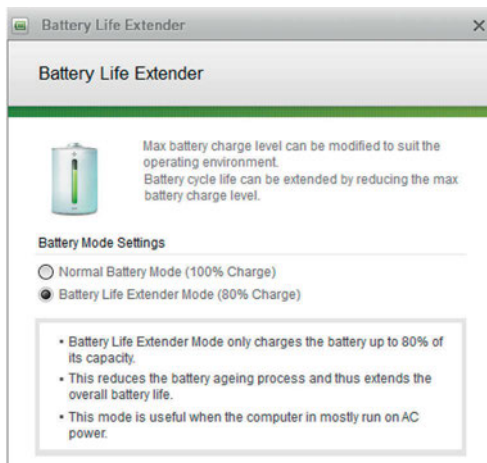 Battery Life Extender
Battery Life Extender
Max battery charge level can be modified to suit the
operating environment.
Battery cycle life can be extended by reducing the max
battery charge level.
Battery Mode Settings
Normal Battery Mode (100% Charge)
Battery Life Extender Mode (80% Charge)
• Battery Life Extender Mode only charges the battery up to 80% of
its capacity.
• This reduces the battery ageing process and thus extends the
overall battery life.
• This mode is useful when the computer in mostly run on AC
power.